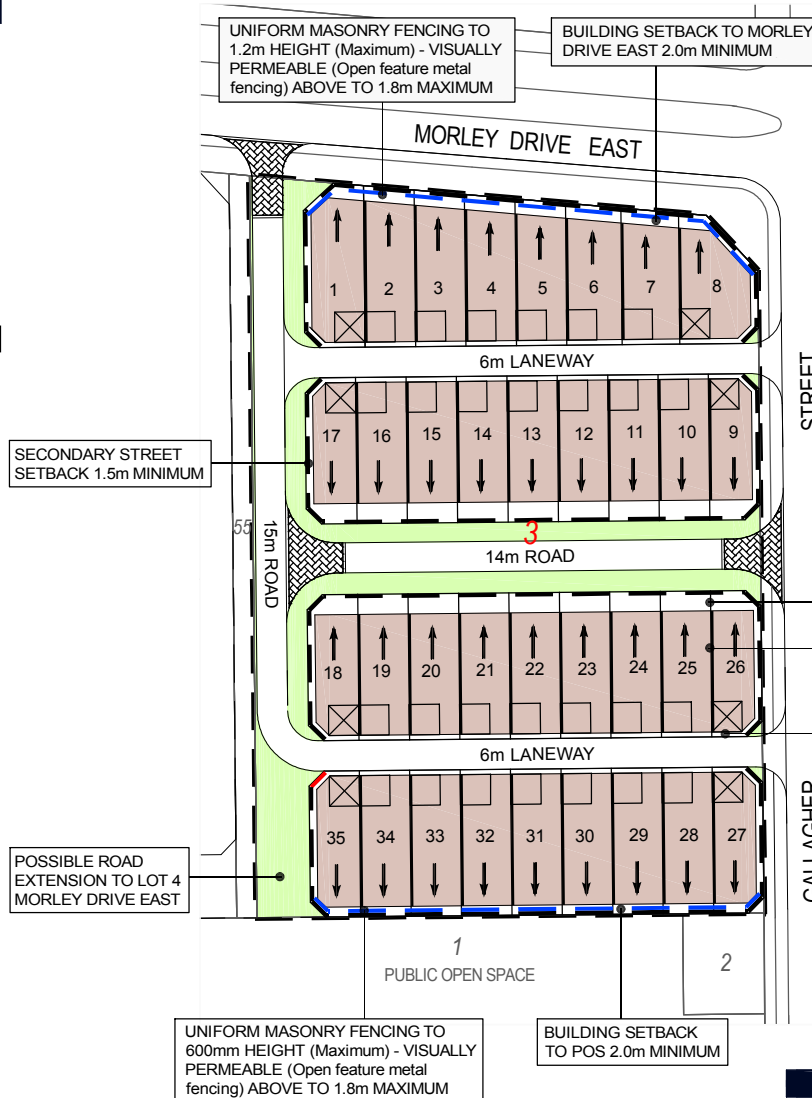 UNIFORM MASONRY FENCING TO
1.2m HEIGHT (Maximum) - VISUALLY
PERMEABLE (Open feature metal
fencing) ABOVE TO 1.8m MAXIMUM
BUILDING SETBACK TO MORLEY
DRIVE EAST 2.0m MINIMUM
MORLEY DRIVE EAST
1 2 3 4 5 6 7 8
6m LANEWAY
STREET
17 16 15 14 13 12 11 10 9
SECONDARY STREET
SETBACK 1.5m MINIMUM
55
15m ROAD
3
14m ROAD
18 19 20 21 22 23 24 25 26
6m LANEWAY
GALLAGHER
35 34 33 32 31 30 29 28 27
POSSIBLE ROAD
EXTENSION TO LOT 4
MORLEY DRIVE EAST
1
PUBLIC OPEN SPACE
2
UNIFORM MASONRY FENCING TO
600mm HEIGHT (Maximum) - VISUALLY
PERMEABLE (Open feature metal
fencing) ABOVE TO 1.8m MAXIMUM
BUILDING SETBACK
TO POS 2.0m MINIMUM